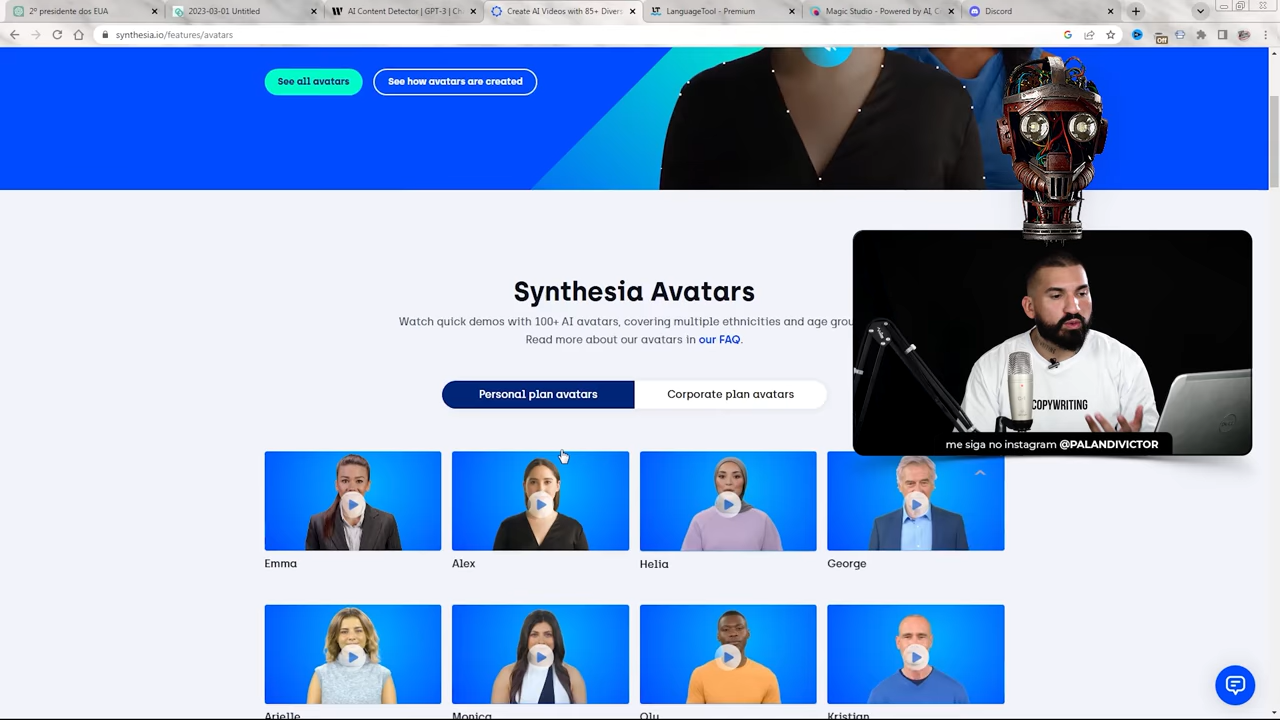 2º presidente dos EUA
2023-03-01 Untitled
AI Content Detector | GPT-3 | Ch
Create AI Videos with 85+ Divers
LanguageTool - Premium
Magic Studio - Powered by AI, C
Discord
synthesia.io/features/avatars
Off
See all avatars
See how avatars are created
Synthesia Avatars
Watch quick demos with 100+ AI avatars, covering multiple ethnicities and age grou
Read more about our avatars in our FAQ.
Personal plan avatars
Corporate plan avatars
COPYWRITING
me siga no instagram @PALANDIVICTOR
Emma
Alex
Helia
George
Arielle
Monica
Olu
Kristian